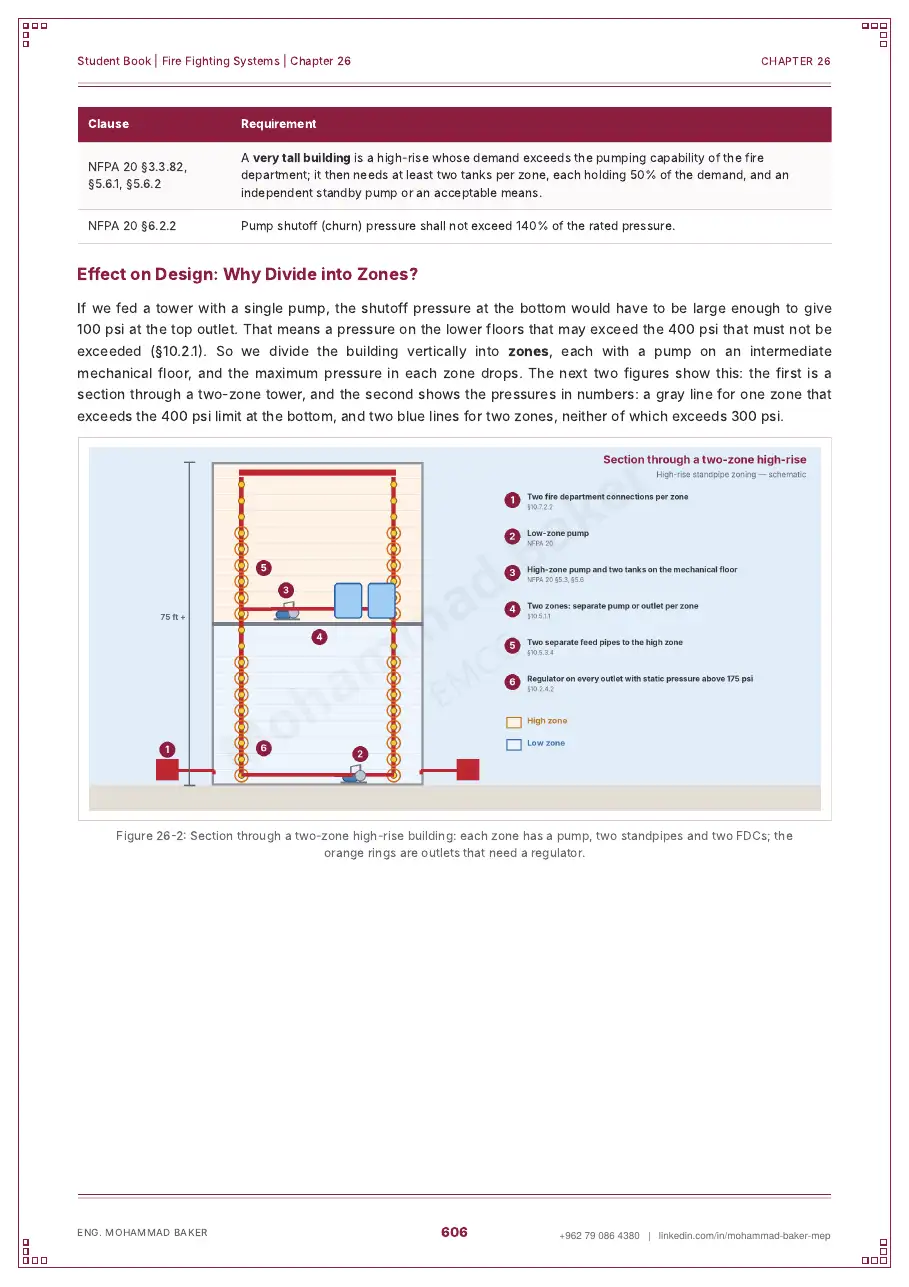 Student Book | Fire Fighting Systems | Chapter 26
CHAPTER 26
Clause
Requirement
NFPA 20 §3.3.82,
§5.6.1, §5.6.2
A very tall building is a high-rise whose demand exceeds the pumping capability of the fire
department; it then needs at least two tanks per zone, each holding 50% of the demand, and an
independent standby pump or an acceptable means.
NFPA 20 §6.2.2
Pump shutoff (churn) pressure shall not exceed 140% of the rated pressure.
Effect on Design: Why Divide into Zones?
If we fed a tower with a single pump, the shutoff pressure at the bottom would have to be large enough to give
100 psi at the top outlet. That means a pressure on the lower floors that may exceed the 400 psi that must not be
exceeded (§10.2.1). So we divide the building vertically into zones, each with a pump on an intermediate
mechanical floor, and the maximum pressure in each zone drops. The next two figures show this: the first is a
section through a two-zone tower, and the second shows the pressures in numbers: a gray line for one zone that
exceeds the 400 psi limit at the bottom, and two blue lines for two zones, neither of which exceeds 300 psi.
Section through a two-zone high-rise
High-rise standpipe zoning — schematic
1 Two fire department connections per zone
§10.7.2.2
2 Low-zone pump
NFPA 20
3 High-zone pump and two tanks on the mechanical floor
NFPA 20 §5.3, §5.6
4 Two zones: separate pump or outlet per zone
§10.5.1.1
5 Two separate feed pipes to the high zone
§10.5.3.4
6 Regulator on every outlet with static pressure above 175 psi
§10.2.4.2
High zone
Low zone
75 ft +
5
3
4
6
2
1
Mohammad Baker
Figure 26-2: Section through a two-zone high-rise building: each zone has a pump, two standpipes and two FDCs; the
orange rings are outlets that need a regulator.
ENG. MOHAMMAD BAKER
606
+962 79 086 4380 | linkedin.com/in/mohammad-baker-mep